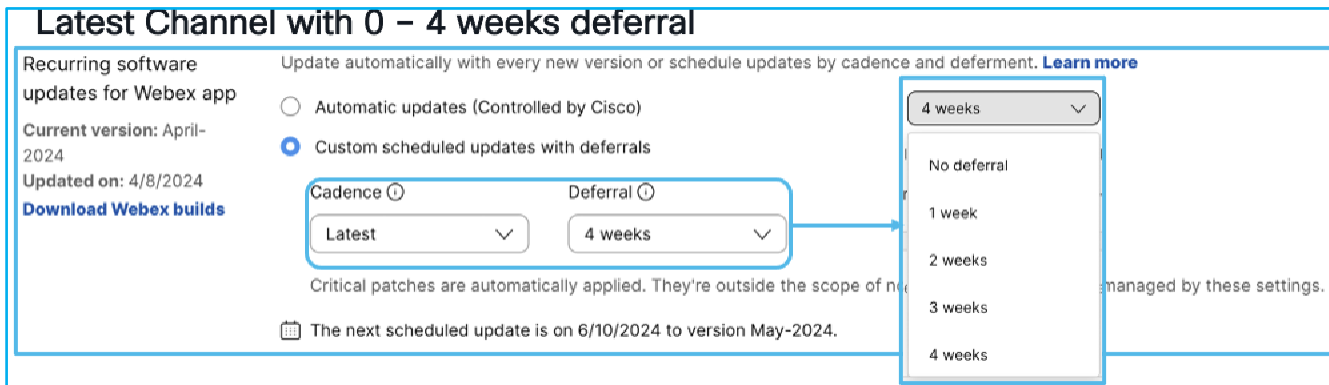 Latest Channel with 0 – 4 weeks deferral
Recurring software
updates for Webex app
Current version: April-
2024
Updated on: 4/8/2024
Download Webex builds
Update automatically with every new version or schedule updates by cadence and deferment. Learn more
Automatic updates (Controlled by Cisco)
Custom scheduled updates with deferrals
Cadence
Deferral
Latest
4 weeks
Critical patches are automatically applied. They're outside the scope of
managed by these settings.
The next scheduled update is on 6/10/2024 to version May-2024.
4 weeks
No deferral
1 week
2 weeks
3 weeks
4 weeks